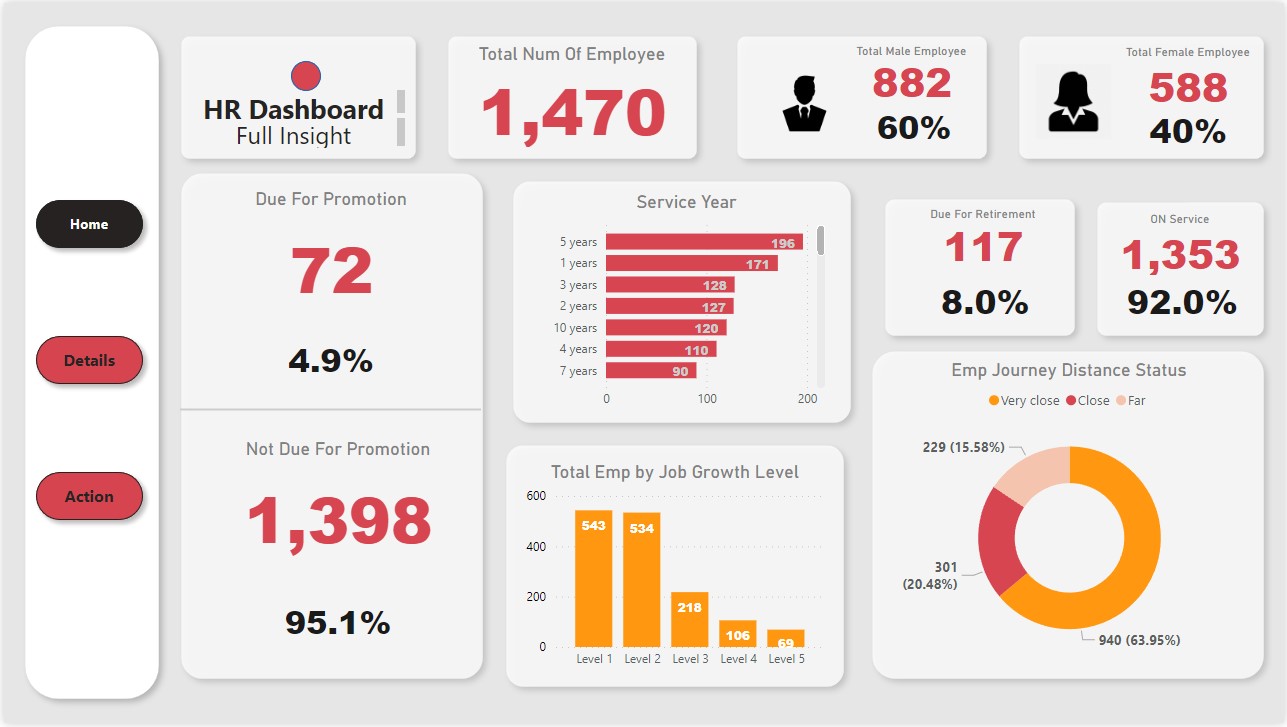 HR Dashboard
Full Insight
Total Num Of Employee
1,470
Total Male Employee
882
60%
Total Female Employee
588
40%
Home
Details
Action
Due For Promotion
72
4.9%
Not Due For Promotion
1,398
95.1%
Service Year
5 years 196
1 years 171
3 years 128
2 years 127
10 years 120
4 years 110
7 years 90
0 100 200
Due For Retirement
117
8.0%
ON Service
1,353
92.0%
Total Emp by Job Growth Level
600
400
200
0
543 534 218 106 69
Level 1 Level 2 Level 3 Level 4 Level 5
Emp Journey Distance Status
Very close Close Far
229 (15.58%)
301
(20.48%)
940 (63.95%)